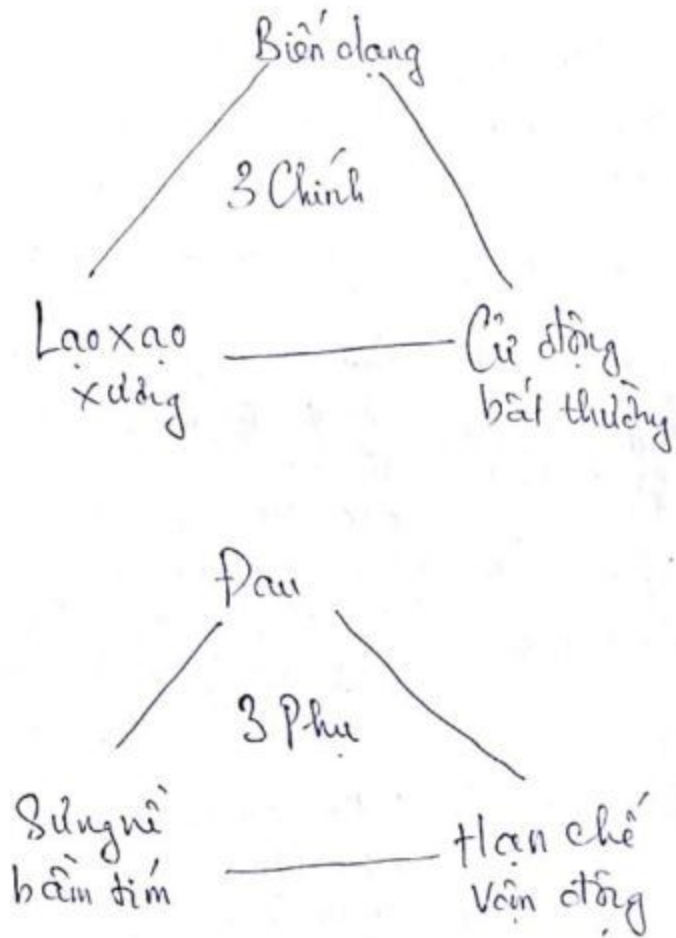 Biến dạng
3 Chính
Lạo xạo
xương
Cử động
bất thường
Đau
3 Phụ
Sưng nề
bầm tím
Hạn chế
vận động